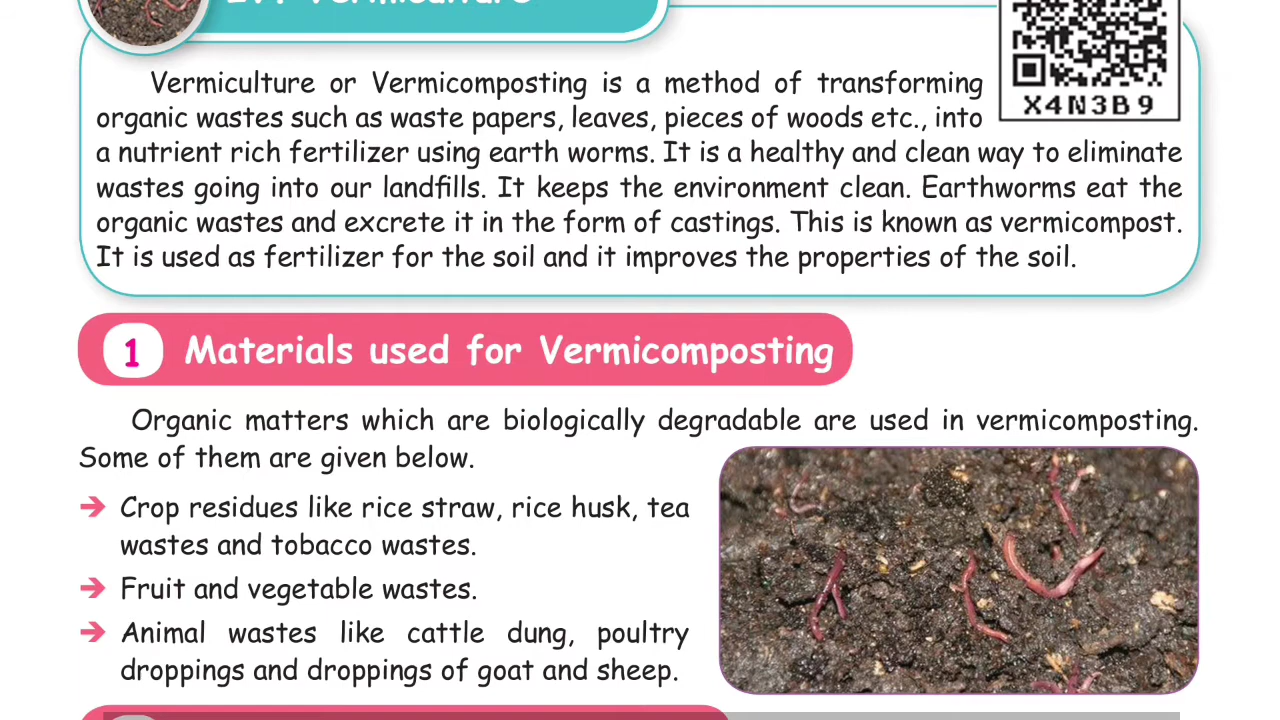 Vermiculture
Vermiculture or Vermicomposting is a method of transforming
organic wastes such as waste papers, leaves, pieces of woods etc., into
a nutrient rich fertilizer using earth worms. It is a healthy and clean way to eliminate
wastes going into our landfills. It keeps the environment clean. Earthworms eat the
organic wastes and excrete it in the form of castings. This is known as vermicompost.
It is used as fertilizer for the soil and it improves the properties of the soil.
X4N3B9
1 Materials used for Vermicomposting
Organic matters which are biologically degradable are used in vermicomposting.
Some of them are given below.
➔ Crop residues like rice straw, rice husk, tea
wastes and tobacco wastes.
➔ Fruit and vegetable wastes.
➔ Animal wastes like cattle dung, poultry
droppings and droppings of goat and sheep.